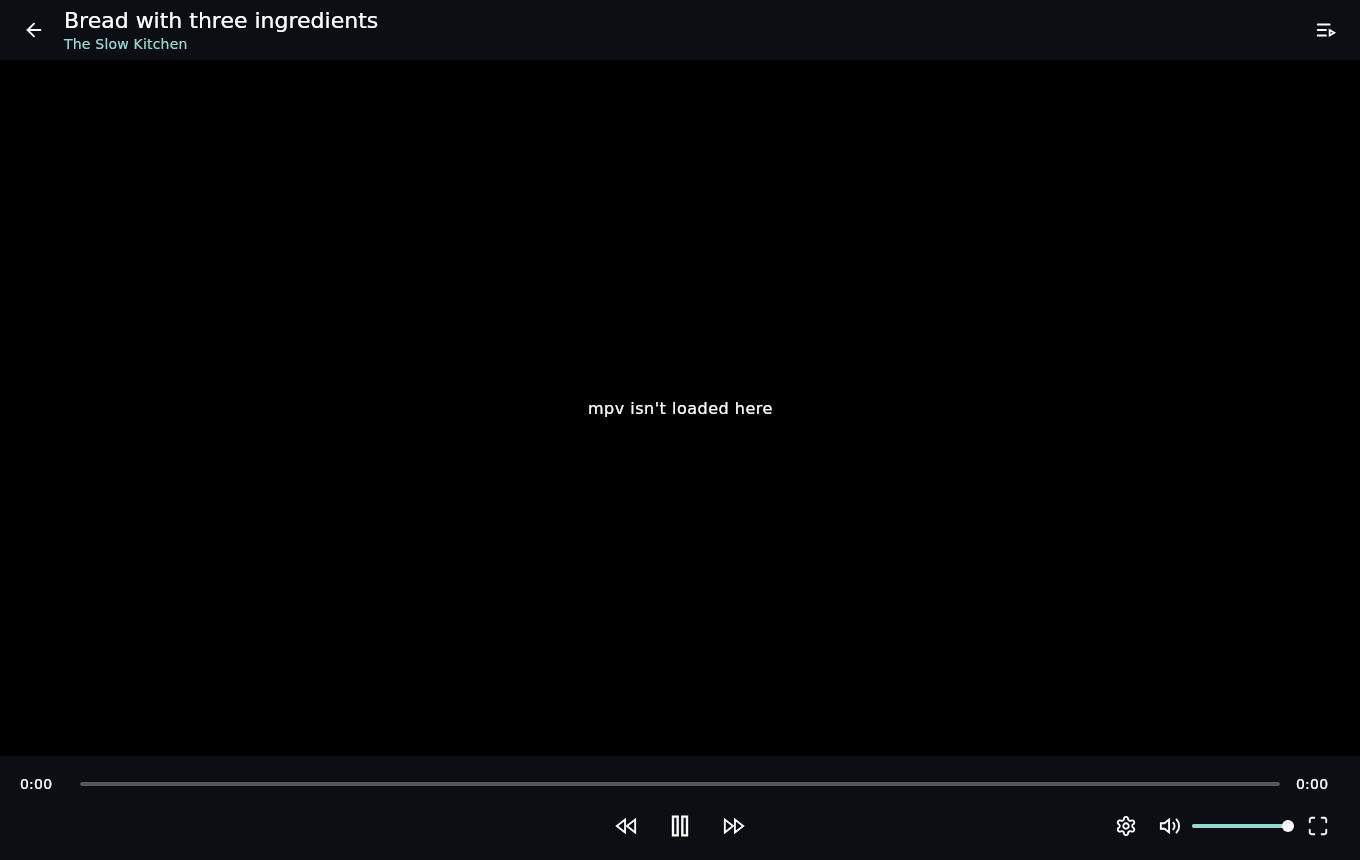 Bread with three ingredients
The Slow Kitchen
mpv isn't loaded here
0:00
0:00